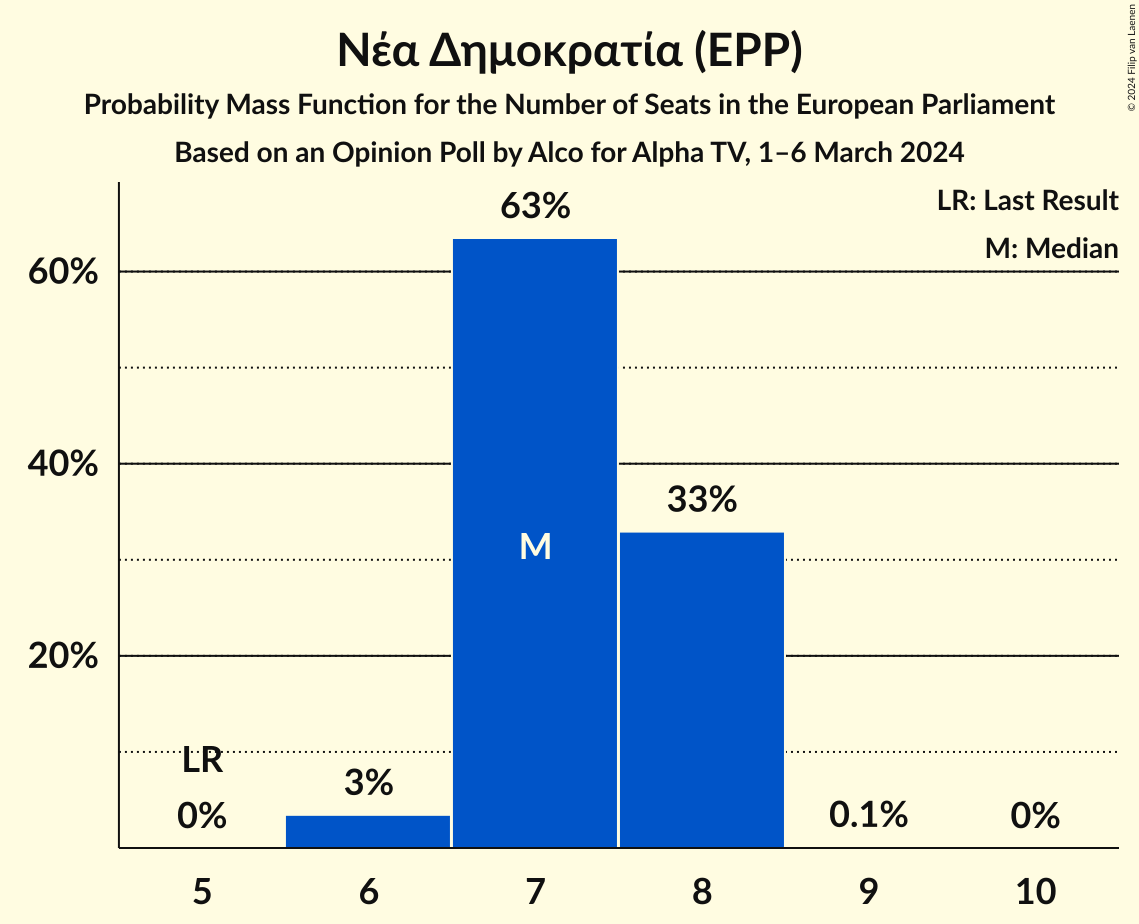 Νέα Δημοκρατία (EPP)
Probability Mass Function for the Number of Seats in the European Parliament
Based on an Opinion Poll by Alco for Alpha TV, 1–6 March 2024
© 2024 Filip van Laenen
LR: Last Result
M: Median
60%
40%
20%
63%
33%
M
LR
0%
3%
0.1%
0%
5 6 7 8 9 10